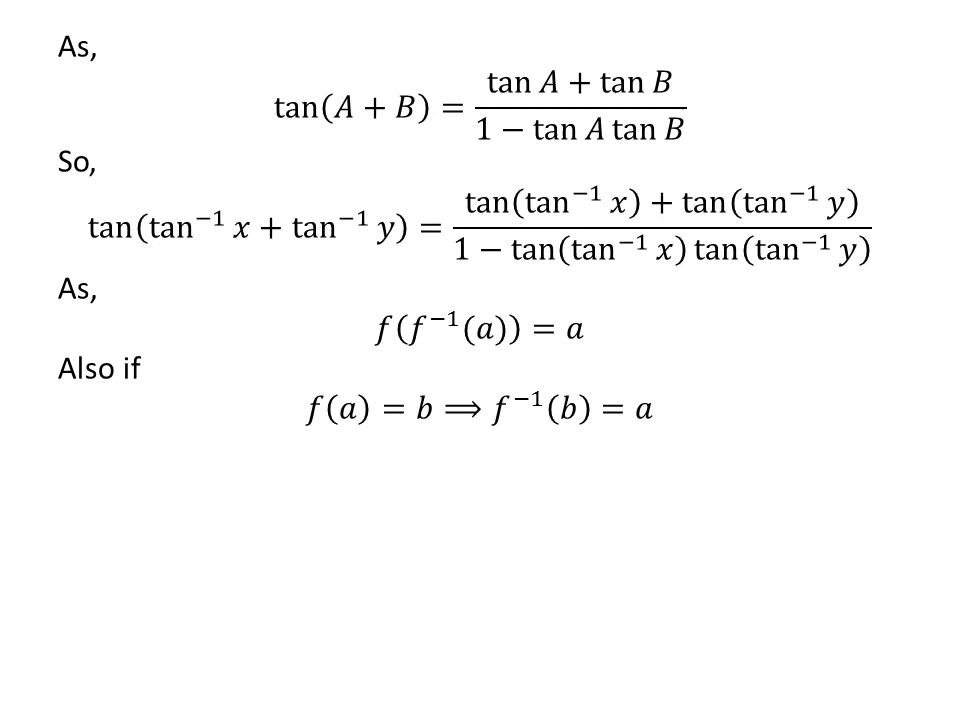 As,
tan(A + B) = (tan A + tan B)/(1 − tan A tan B)
So,
tan(tan⁻¹ x + tan⁻¹ y) = (tan(tan⁻¹ x) + tan(tan⁻¹ y))/(1 − tan(tan⁻¹ x) tan(tan⁻¹ y))
As,
f(f⁻¹(a)) = a
Also if
f(a) = b ⟹ f⁻¹(b) = a